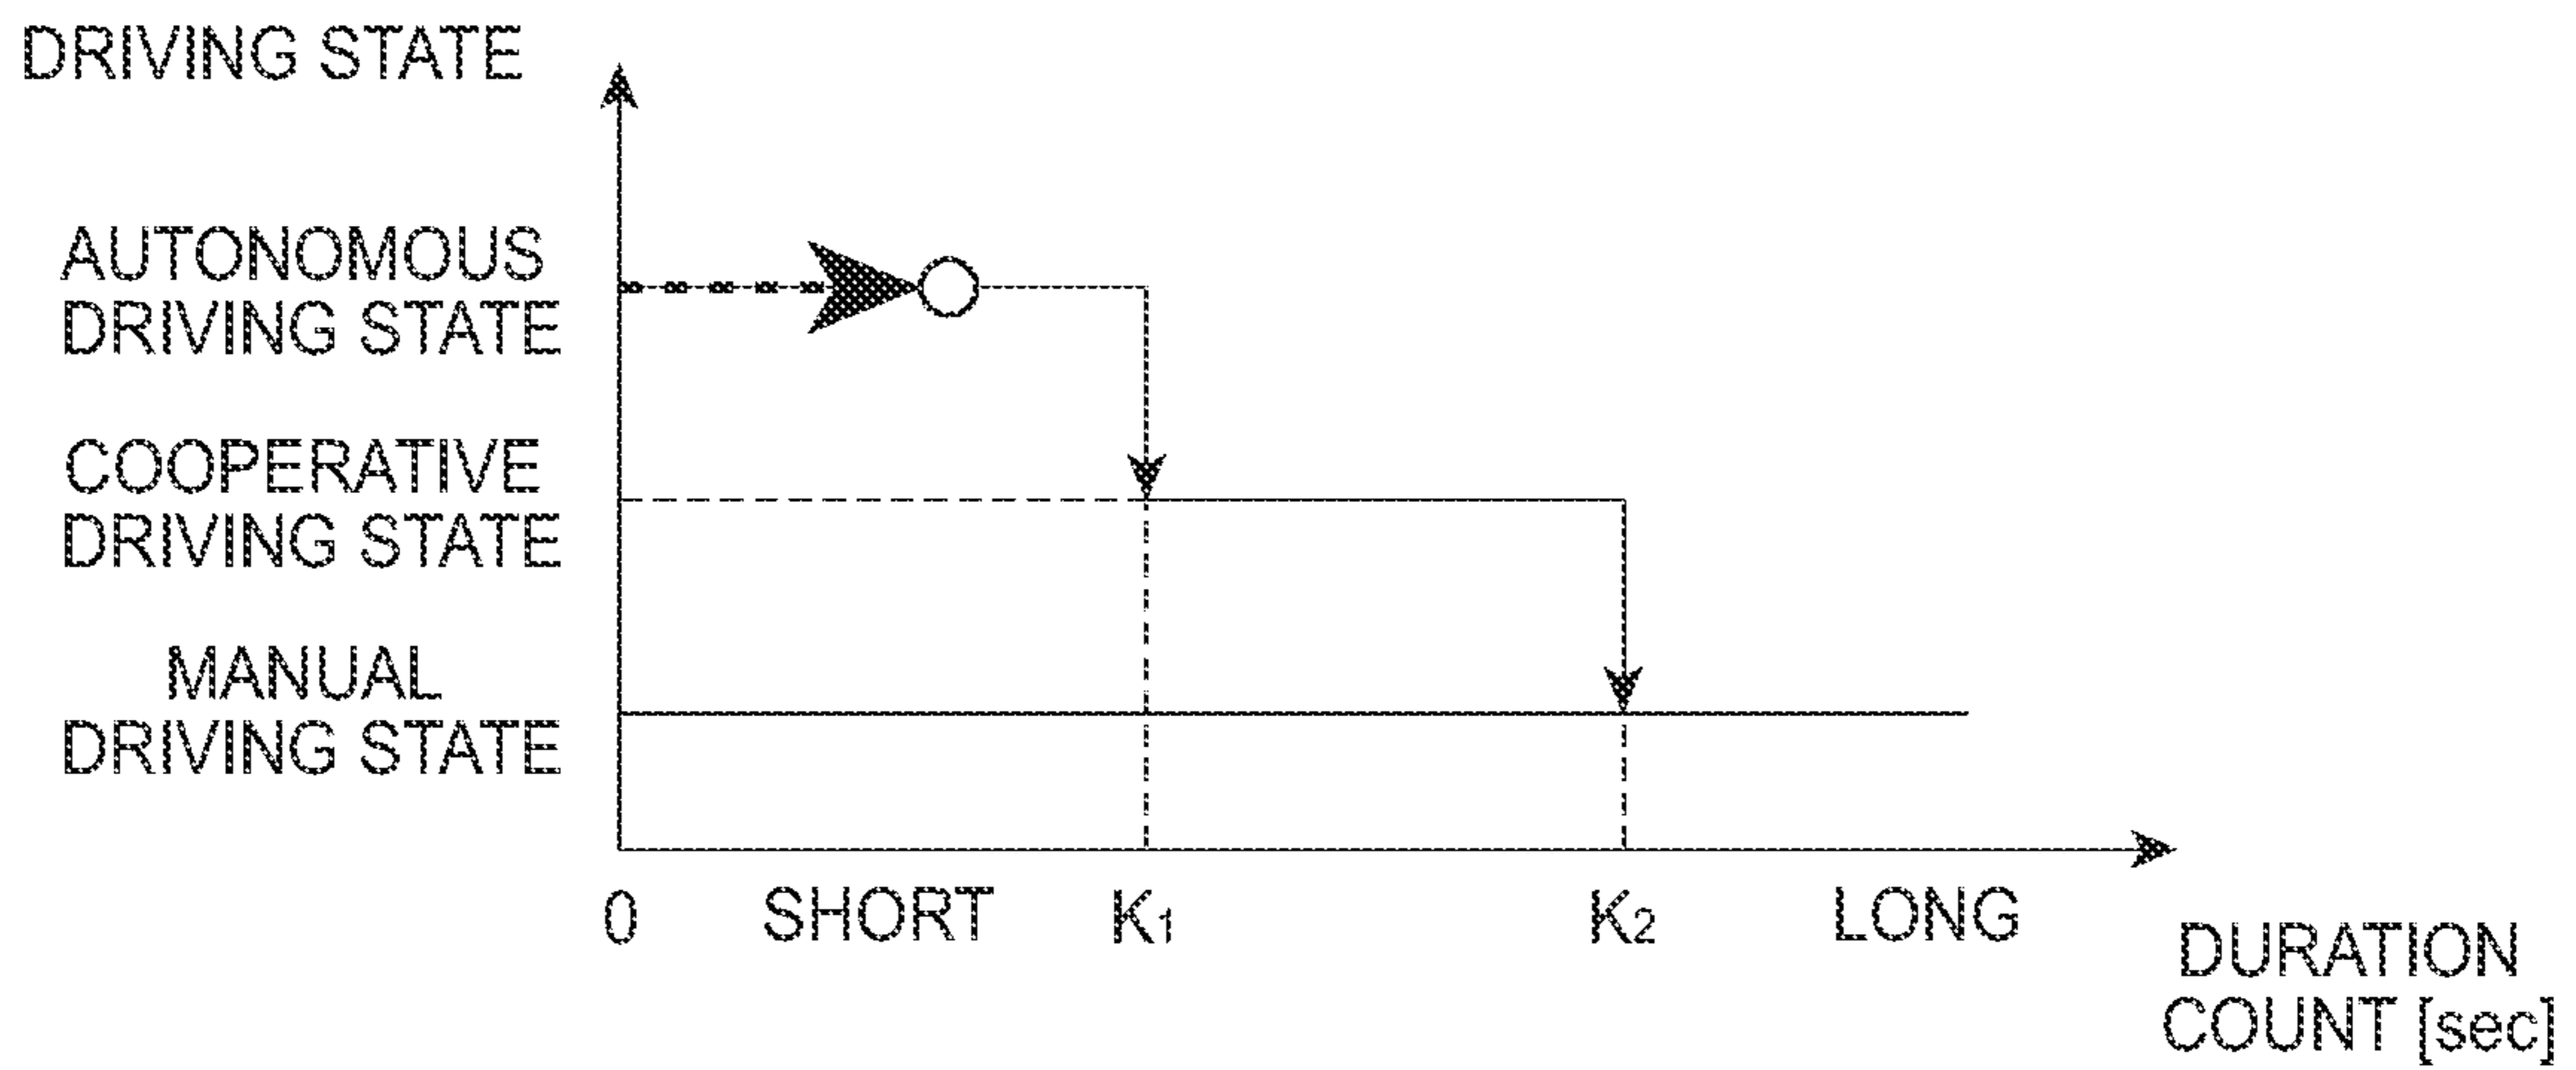 DRIVING STATE
AUTONOMOUS
DRIVING STATE
COOPERATIVE
DRIVING STATE
MANUAL
DRIVING STATE
0 SHORT K1 K2 LONG
DURATION
COUNT [sec]